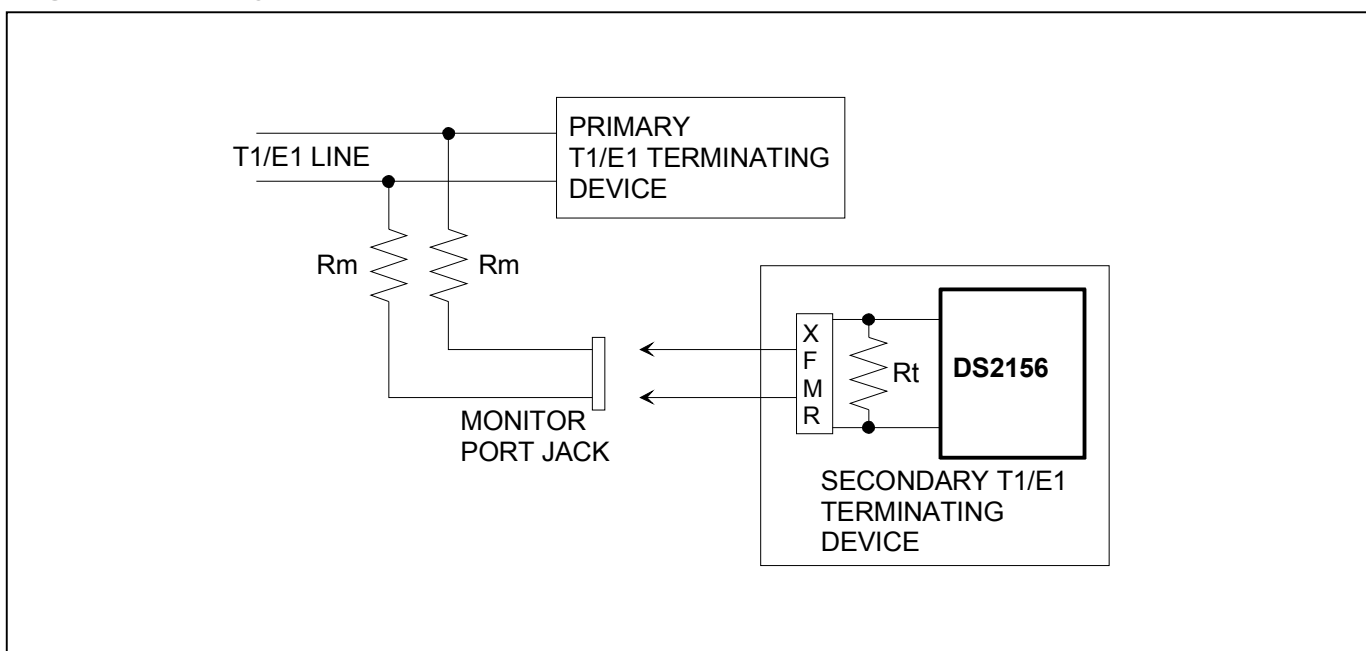 PRIMARY
T1/E1 TERMINATING
DEVICE
T1/E1 LINE
Rm
Rm
MONITOR
PORT JACK
X
F
M
R
Rt
DS2156
SECONDARY T1/E1
TERMINATING
DEVICE